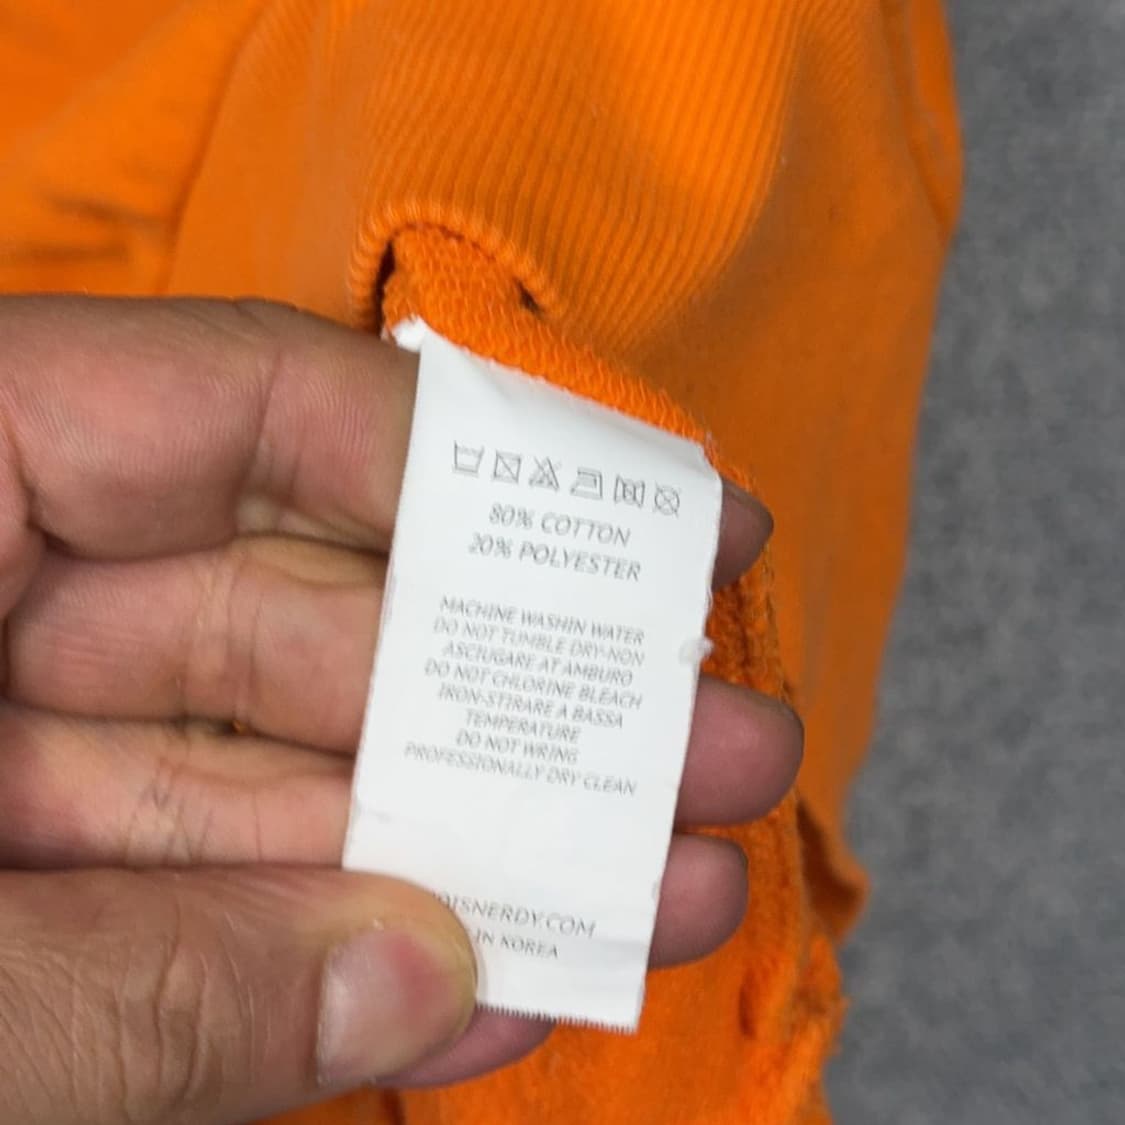 80% COTTON
20% POLYESTER
MACHINE WASHIN WATER
DO NOT TUMBLE DRY-NON
ASCIUGARE AT AMBURO
DO NOT CHLORINE BLEACH
IRON-STIRARE A BASSA
TEMPERATURE
DO NOT WRING
PROFESSIONALLY DRY CLEAN
ISNERDY.COM
IN KOREA